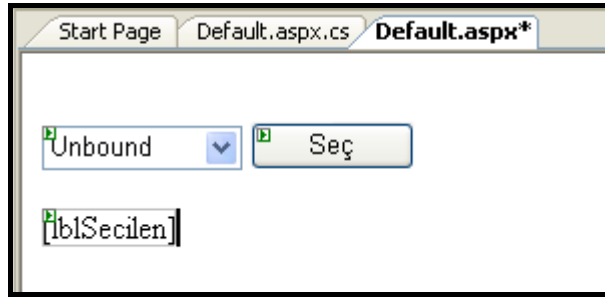 Start Page Default.aspx.cs Default.aspx*
Unbound Seç
[lblSecilen]